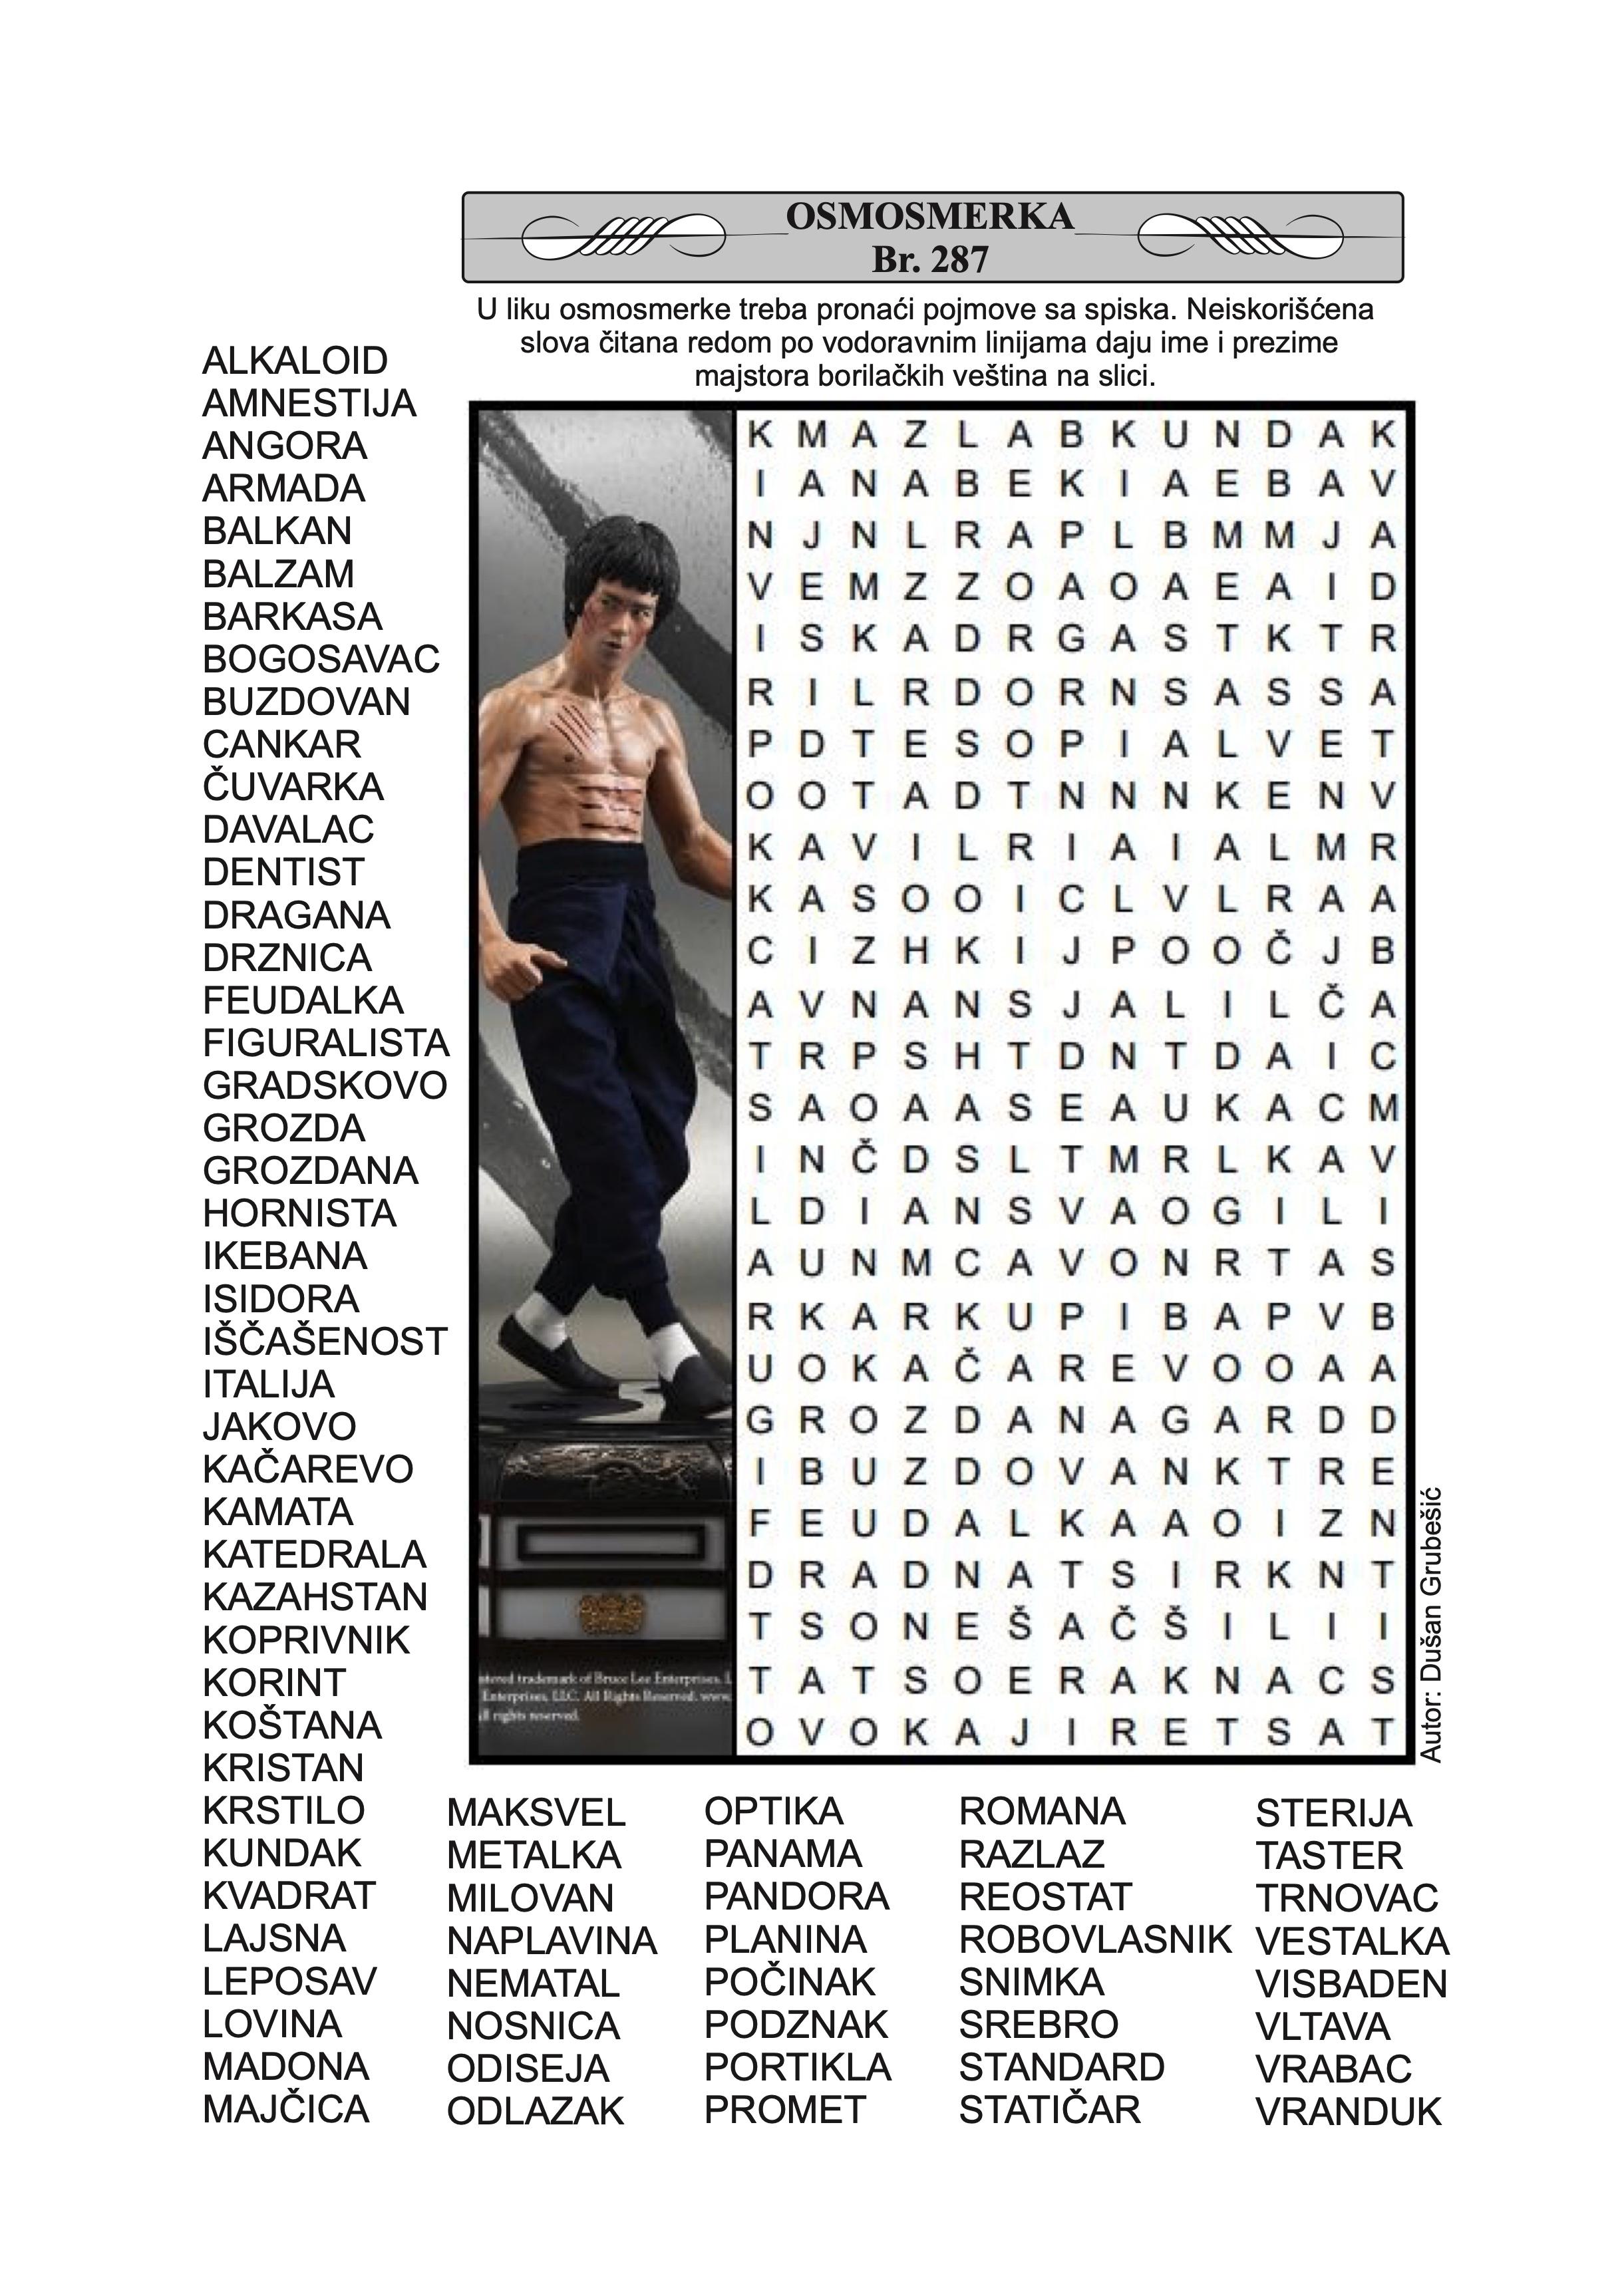 OSMOSMERKA
Br. 287
U liku osmosmerke treba pronaći pojmove sa spiska. Neiskorišćena
slova čitana redom po vodoravnim linijama daju ime i prezime
majstora borilačkih veština na slici.
ALKALOID
AMNESTIJA
ANGORA
ARMADA
BALKAN
BALZAM
BARKASA
BOGOSAVAC
BUZDOVAN
CANKAR
ČUVARKA
DAVALAC
DENTIST
DRAGANA
DRZNICA
FEUDALKA
FIGURALISTA
GRADSKOVO
GROZDA
GROZDANA
HORNISTA
IKEBANA
ISIDORA
IŠČAŠENOST
ITALIJA
JAKOVO
KAČAREVO
KAMATA
KATEDRALA
KAZAHSTAN
KOPRIVNIK
KORINT
KOŠTANA
KRISTAN
KRSTILO
KUNDAK
KVADRAT
LAJSNA
LEPOSAV
LOVINA
MADONA
MAJČICA
K M A Z L A B K U N D A K
I A N A B E K I A E B A V
N J N L R A P L B M M J A
V E M Z Z O A O A E A I D
I S K A D R G A S T K T R
R I L R D O R N S A S S A
P D T E S O P I A L V E T
O O T A D T N N N K E N V
K A V I L R I A I A L M R
K A S O O I C L V L R A A
C I Z H K I J P O O Č J B
A V N A N S J A L I L Č A
T R P S H T D N T D A I C
S A O A A S E A U K A C M
I N Č D S L T M R L K A V
L D I A N S V A O G I L I
A U N M C A V O N R T A S
R K A R K U P I B A P V B
U O K A Č A R E V O O A A
G R O Z D A N A G A R D D
I B U Z D O V A N K T R E
F E U D A L K A A O I Z N
D R A D N A T S I R K N T
T S O N E Š A Č Š I L I I
T A T S O E R A K N A C S
O V O K A J I R E T S A T
ntered trademark of Bruce Lee Enterprises, L
Enterprises, LLC. All Rights Reserved. www.
ll rights reserved.
Autor: Dušan Grubešić
MAKSVEL
METALKA
MILOVAN
NAPLAVINA
NEMATAL
NOSNICA
ODISEJA
ODLAZAK
OPTIKA
PANAMA
PANDORA
PLANINA
POČINAK
PODZNAK
PORTIKLA
PROMET
ROMANA
RAZLAZ
REOSTAT
ROBOVLASNIK
SNIMKA
SREBRO
STANDARD
STATIČAR
STERIJA
TASTER
TRNOVAC
VESTALKA
VISBADEN
VLTAVA
VRABAC
VRANDUK